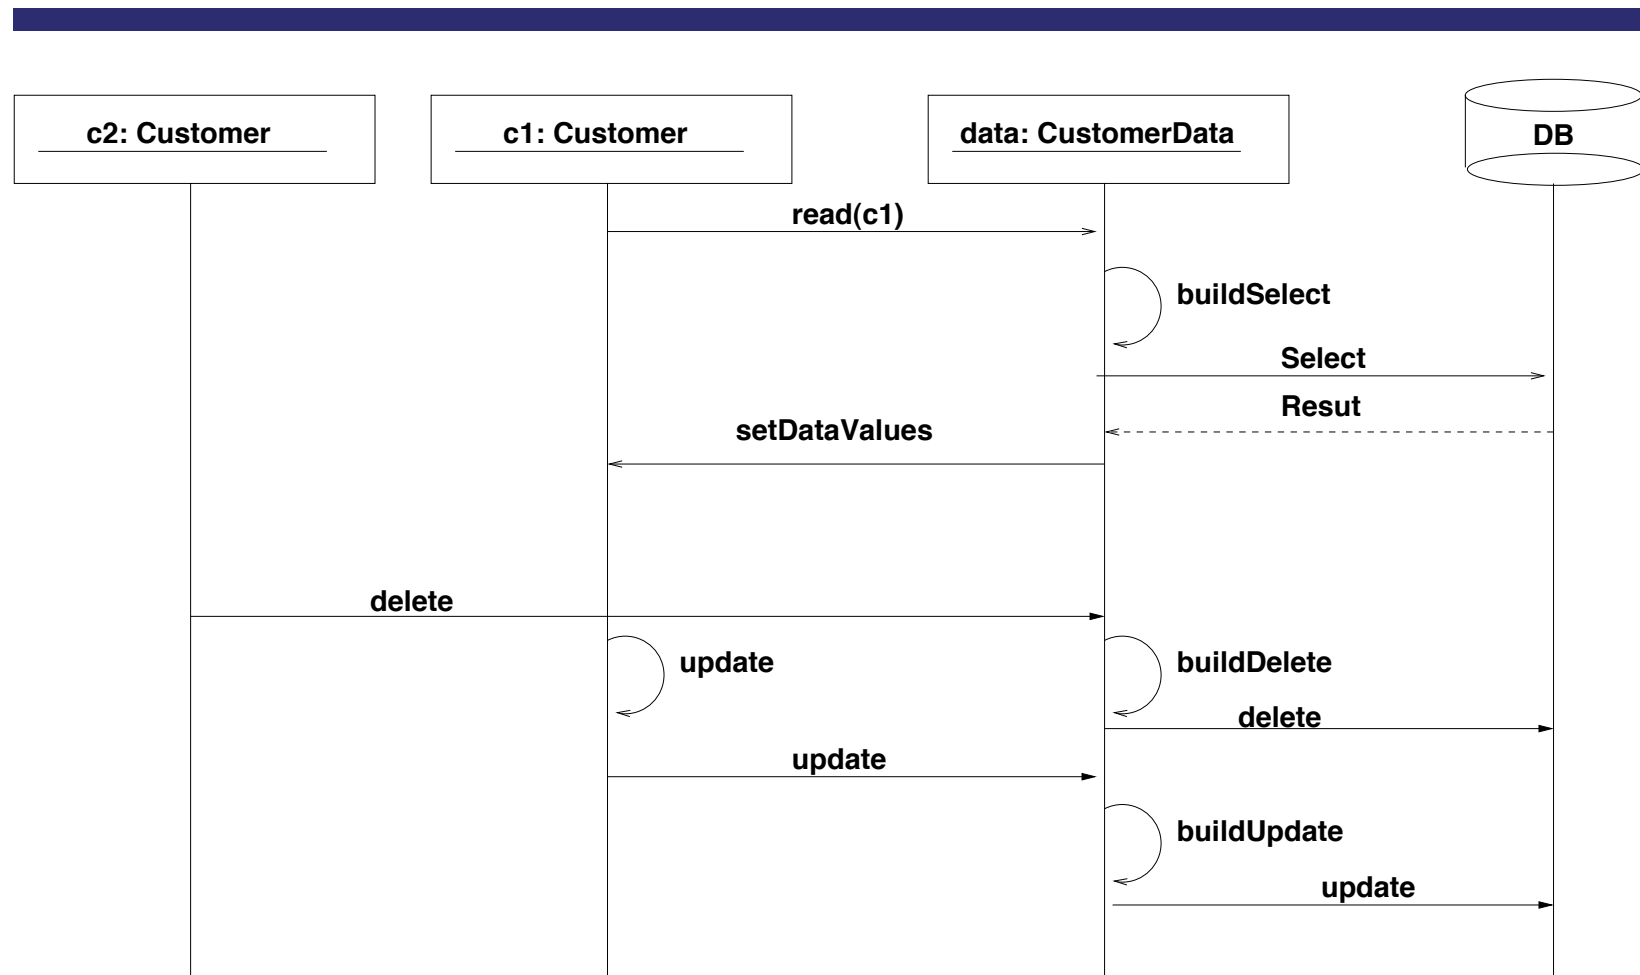 c2: Customer
c1: Customer
data: CustomerData
DB
read(c1)
buildSelect
Select
Resut
setDataValues
delete
update
buildDelete
delete
update
buildUpdate
update